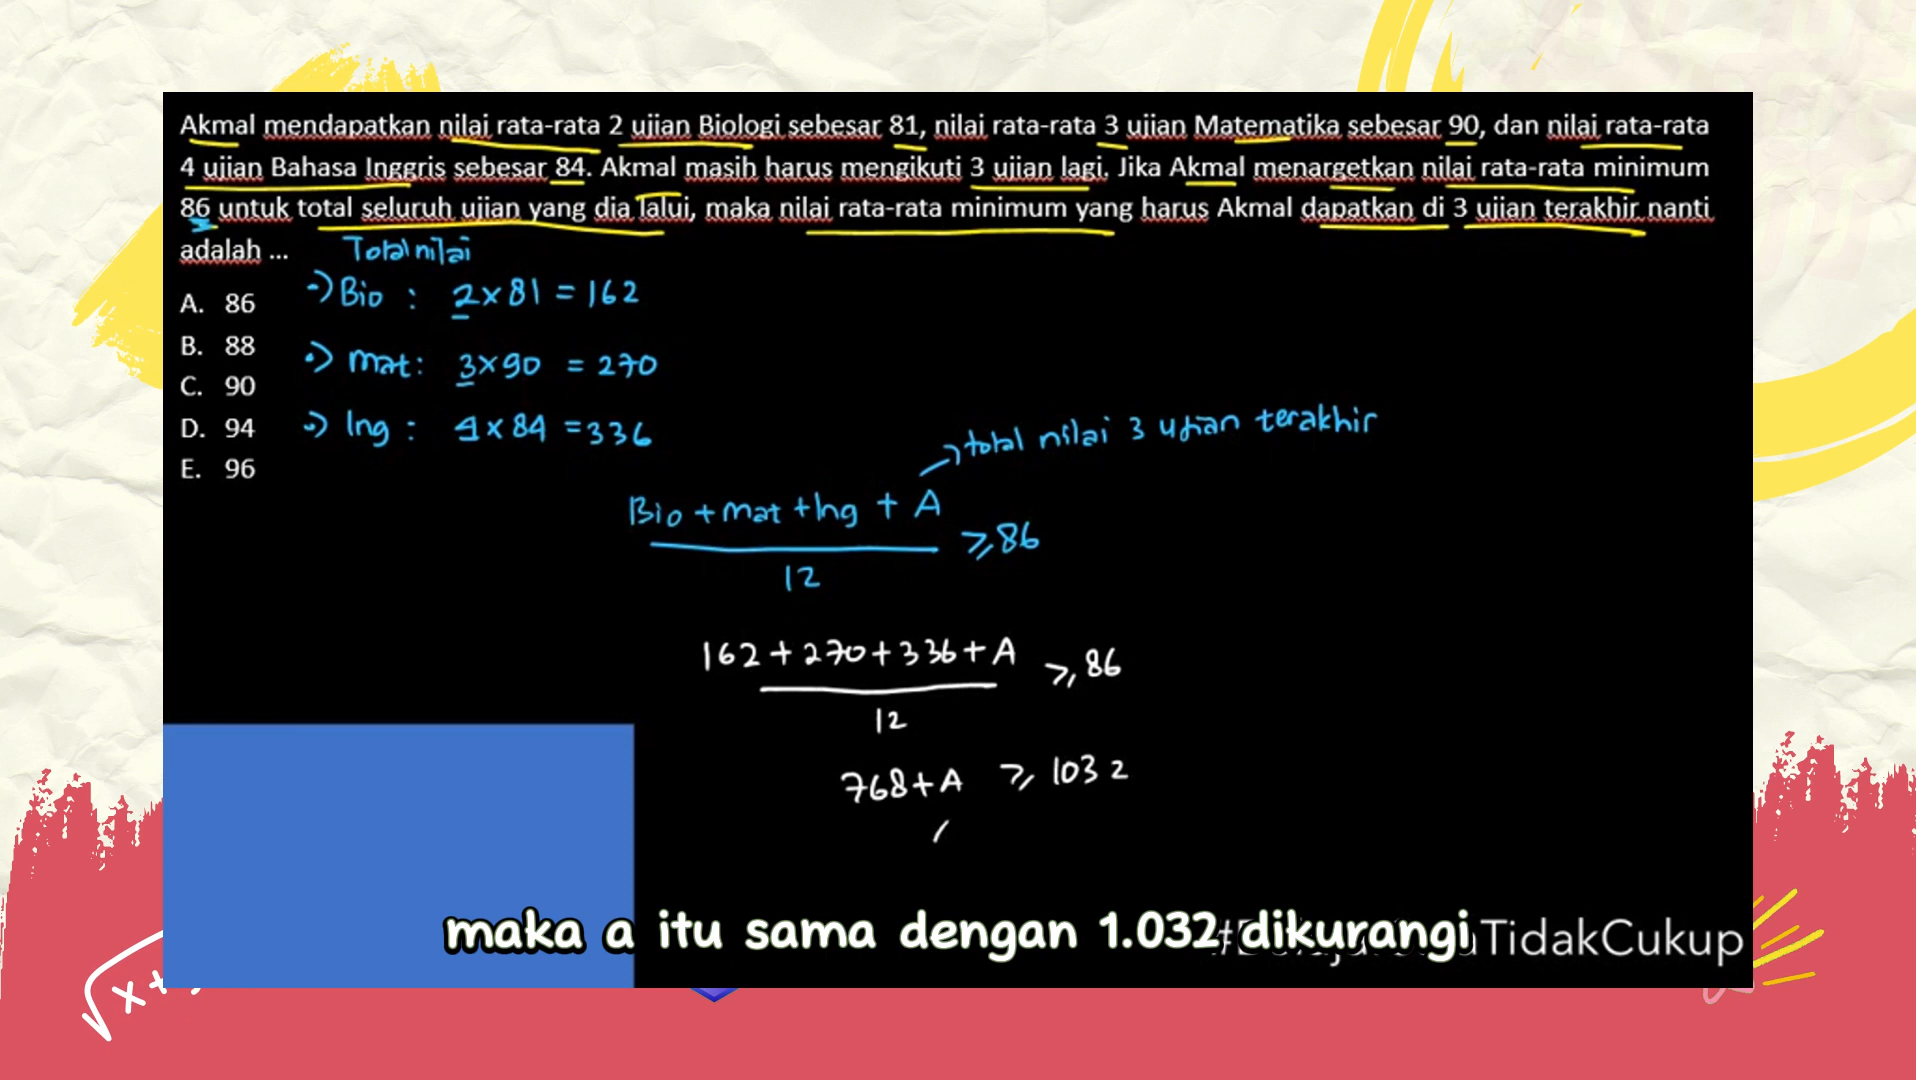 Akmal mendapatkan nilai rata-rata 2 ujian Biologi sebesar 81, nilai rata-rata 3 ujian Matematika sebesar 90, dan nilai rata-rata
4 ujian Bahasa Inggris sebesar 84. Akmal masih harus mengikuti 3 ujian lagi. Jika Akmal menargetkan nilai rata-rata minimum
86 untuk total seluruh ujian yang dia lalui, maka nilai rata-rata minimum yang harus Akmal dapatkan di 3 ujian terakhir nanti
adalah ...
Total nilai
A. 86
B. 88
C. 90
D. 94
E. 96
Bio : 2 x 81 = 162
mat : 3 x 90 = 270
Ing : 4 x 84 = 336
total nilai 3 ujian terakhir
Bio + mat + Ing + A
≥ 86
12
162 + 270 + 336 + A
≥ 86
12
768 + A ≥ 1032
maka a itu sama dengan 1.032 dikurangi
TidakCukup
√x+